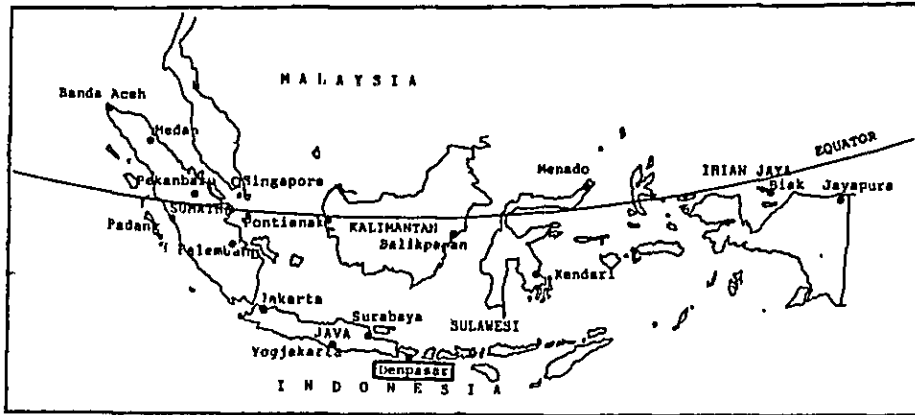 MALAYSIA
Banda Aceh
Medan
EQUATOR
Menado
IRIAN JAYA
Pekanbaru
Singapore
Biak Jayapura
SUMATRA
Pontianak
KALIMANTAN
Padang
Balikpapan
Palembang
Kendari
Jakarta
Surabaya
SULAWESI
JAVA
Yogjakarta
Denpasar
INDONESIA